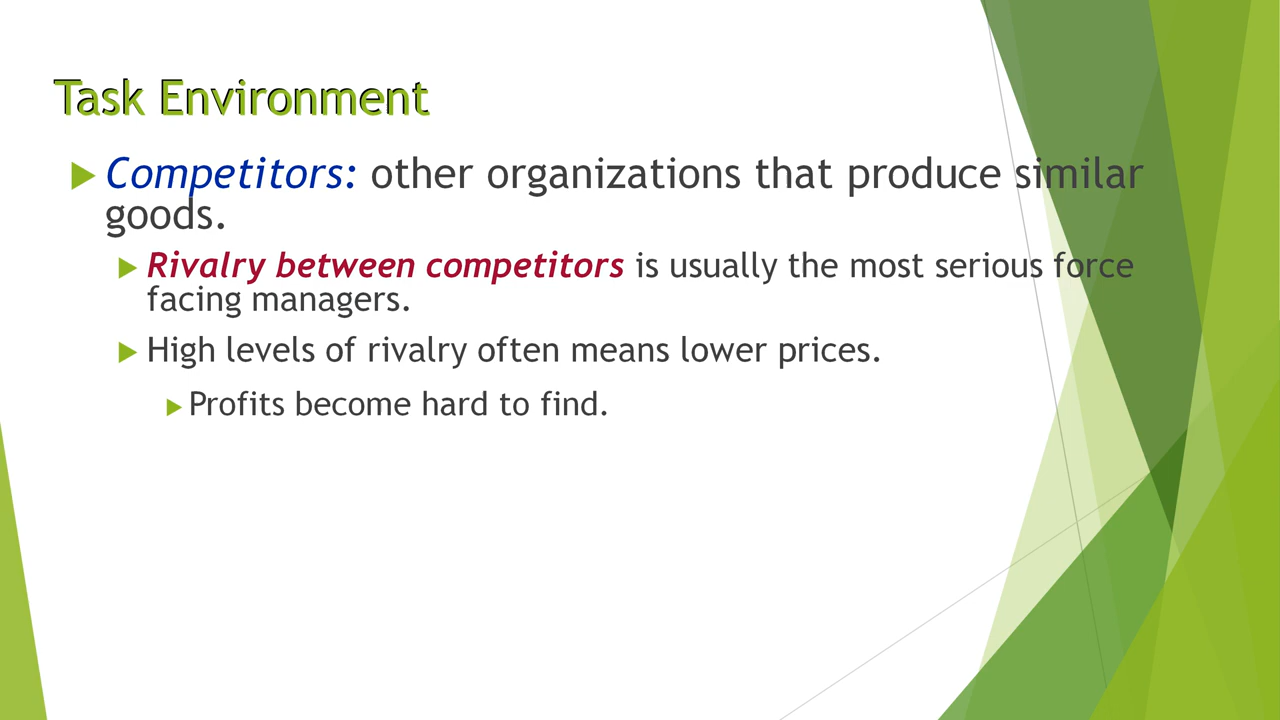 Task Environment
Competitors: other organizations that produce similar
goods.
Rivalry between competitors is usually the most serious force
facing managers.
High levels of rivalry often means lower prices.
Profits become hard to find.